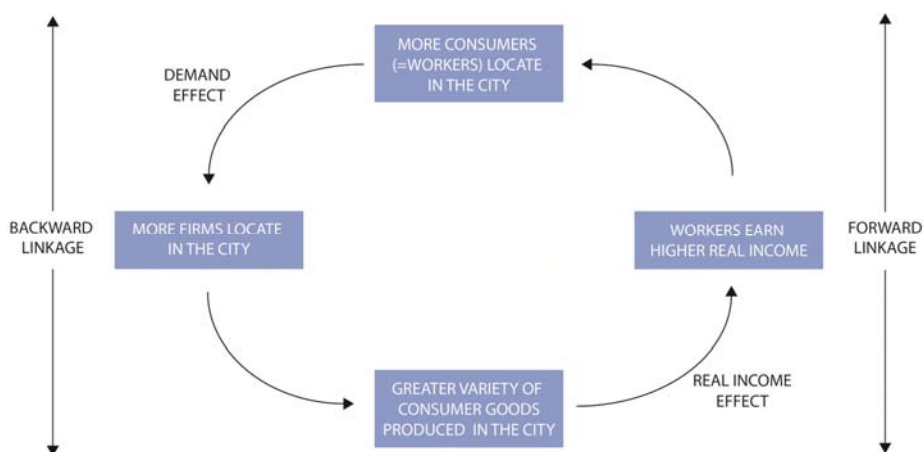 MORE CONSUMERS
(=WORKERS) LOCATE
IN THE CITY
DEMAND
EFFECT
BACKWARD
LINKAGE
MORE FIRMS LOCATE
IN THE CITY
WORKERS EARN
HIGHER REAL INCOME
FORWARD
LINKAGE
GREATER VARIETY OF
CONSUMER GOODS
PRODUCED IN THE CITY
REAL INCOME
EFFECT